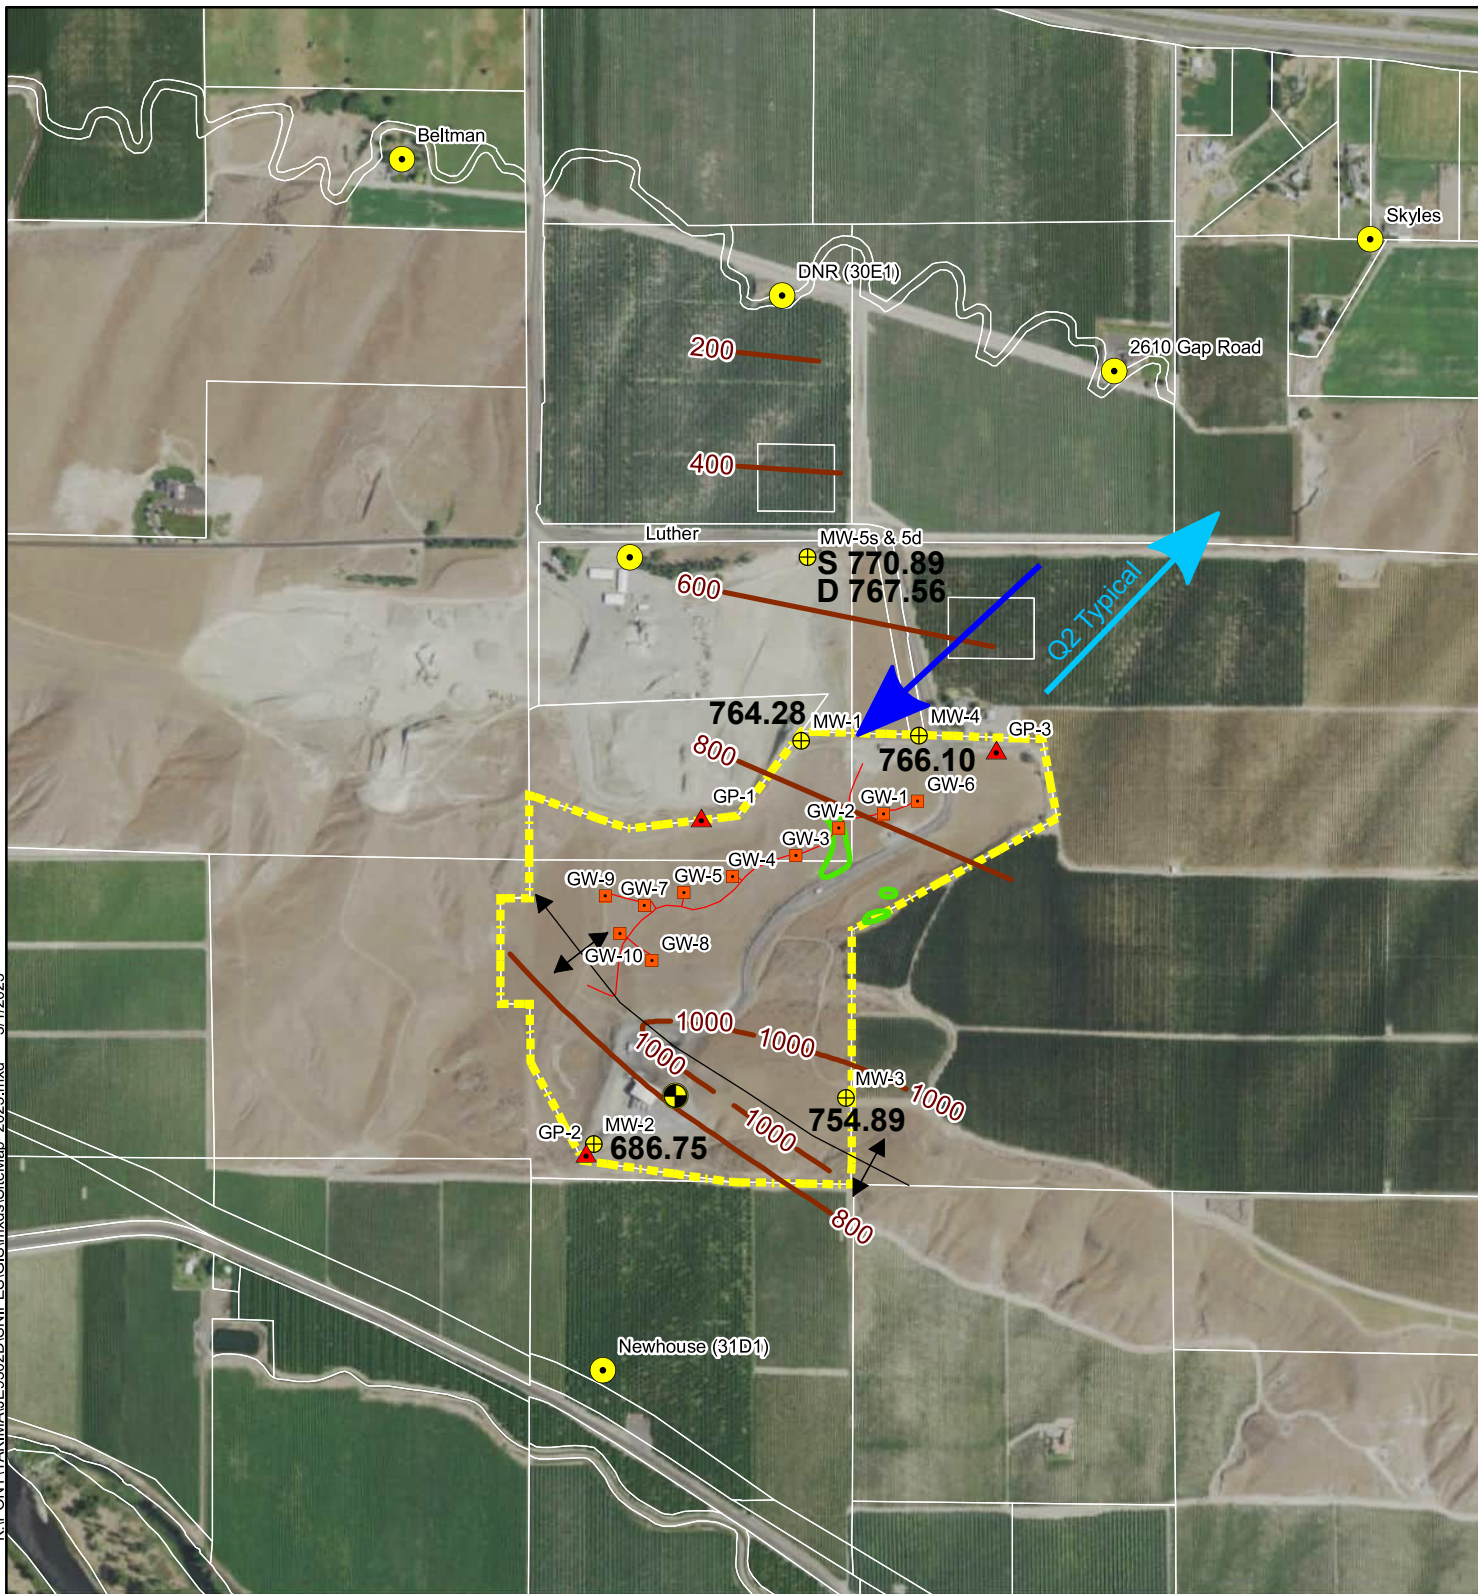 Beltman
Skyles
DNR (30E1)
200
2610 Gap Road
400
Luther
MW-5s & 5d
S 770.89
D 767.56
600
Q2 Typical
764.28
MW-1
MW-4
GP-3
766.10
800
GP-1
GW-6
GW-1
GW-2
GW-3
GW-4
GW-5
GW-9
GW-7
GW-8
GW-10
1000
1000
1000
1000
1000
MW-3
754.89
GP-2
MW-2
686.75
800
Newhouse (31D1)